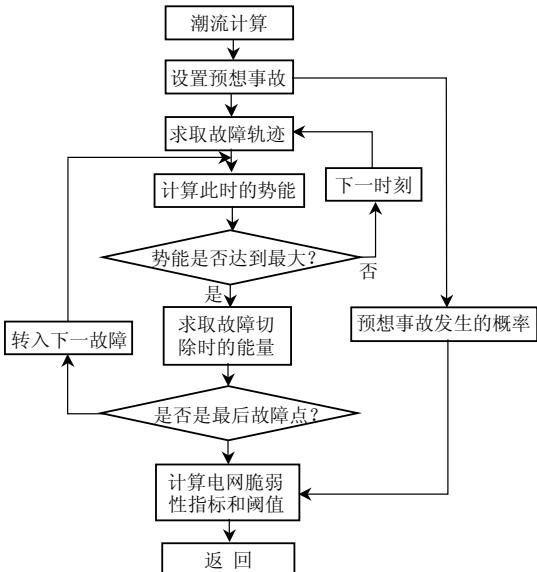 潮流计算
设置预想事故
求取故障轨迹
计算此时的势能
下一时刻
势能是否达到最大?
否
是
求取故障切
除时的能量
转入下一故障
预想事故发生的概率
是否是最后故障点?
计算电网脆弱
性指标和阈值
返 回